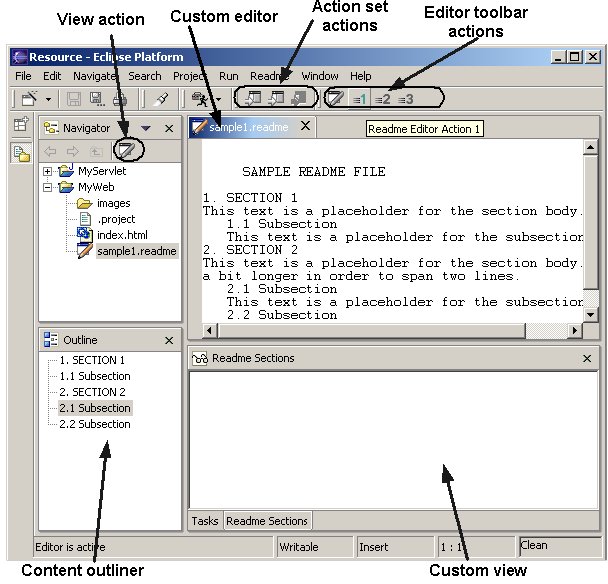 View action
Custom editor
Action set
actions
Editor toolbar
actions
Resource - Eclipse Platform
File Edit Navigate Search Project Run Readme Window Help
1 2 3
Navigator
sample1.readme
Readme Editor Action 1
MyServlet
MyWeb
images
.project
index.html
sample1.readme
SAMPLE README FILE
1. SECTION 1
This text is a placeholder for the section body.
1.1 Subsection
This text is a placeholder for the subsection
2. SECTION 2
This text is a placeholder for the section body.
a bit longer in order to span two lines.
2.1 Subsection
This text is a placeholder for the subsection
2.2 Subsection
Outline
1. SECTION 1
1.1 Subsection
2. SECTION 2
2.1 Subsection
2.2 Subsection
Readme Sections
Tasks Readme Sections
Editor is active Writable Insert 1 : 1 Clean
Content outliner
Custom view